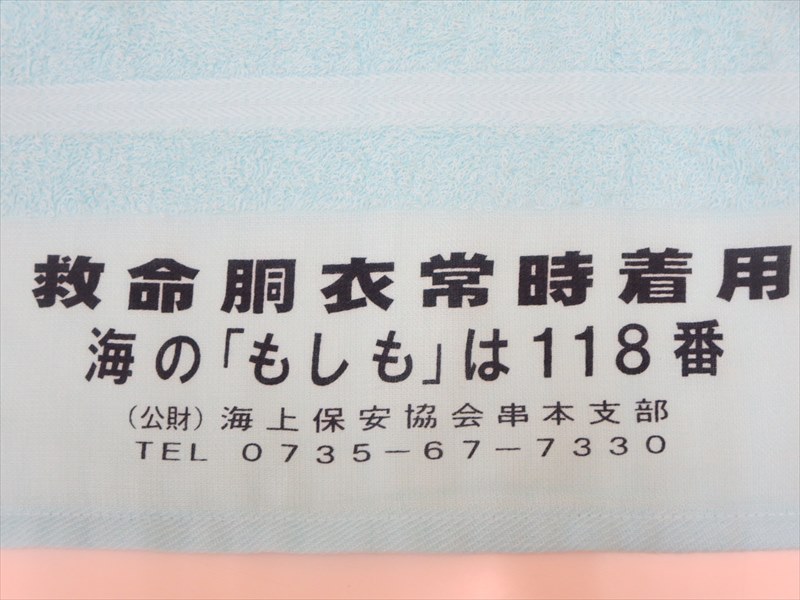 救命胴衣常時着用
海の「もしも」は118番
（公財）海上保安協会串本支部
TEL 0735－67－7330